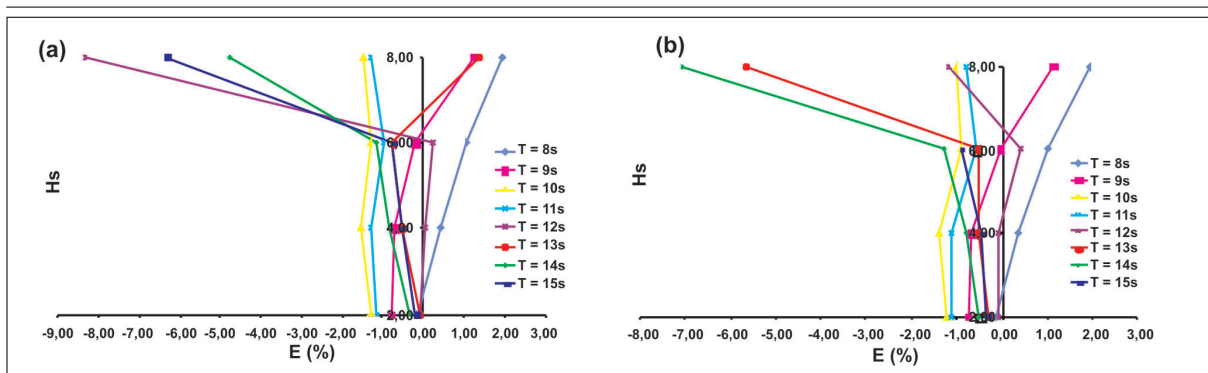 (a)
8,00
6,00
4,00
2,00
Hs
-9,00 -8,00 -7,00 -6,00 -5,00 -4,00 -3,00 -2,00 -1,00 0,00 1,00 2,00 3,00
E (%)
T = 8s
T = 9s
T = 10s
T = 11s
T = 12s
T = 13s
T = 14s
T = 15s
(b)
8,00
6,00
4,00
Hs
-8,00 -7,00 -6,00 -5,00 -4,00 -3,00 -2,00 -1,00 0,00 1,00 2,00 3,00
E (%)
T = 8s
T = 9s
T = 10s
T = 11s
T = 12s
T = 13s
T = 14s
T = 15s